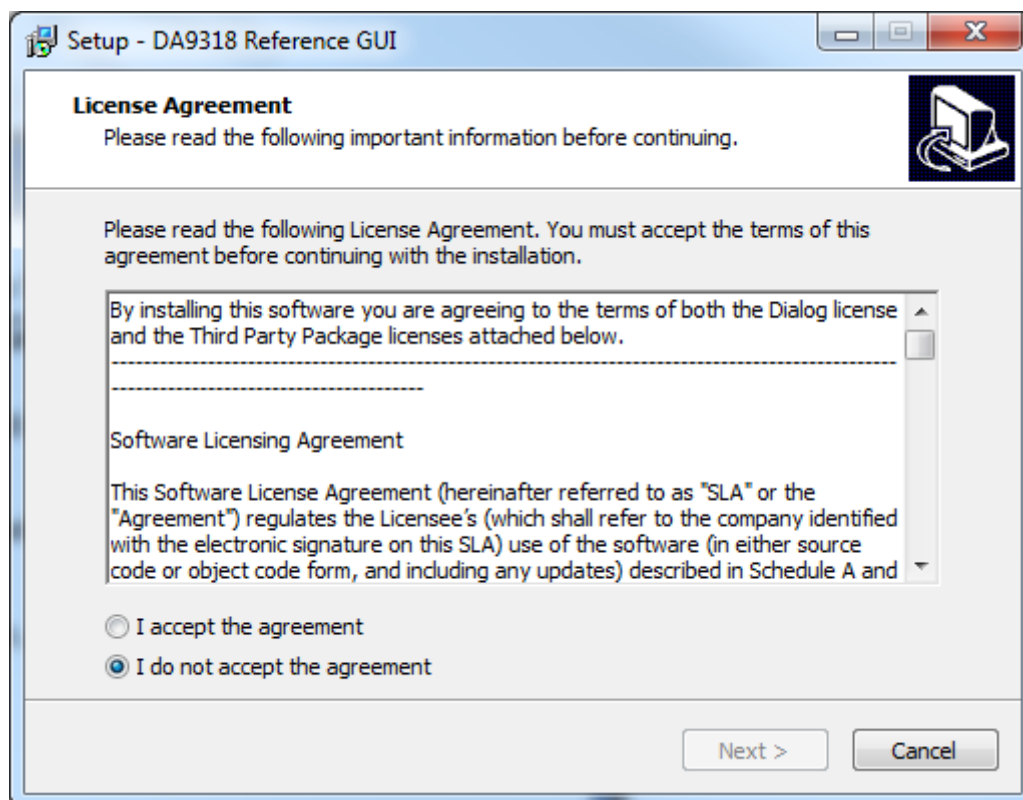 Setup - DA9318 Reference GUI
License Agreement
Please read the following important information before continuing.
Please read the following License Agreement. You must accept the terms of this
agreement before continuing with the installation.
By installing this software you are agreeing to the terms of both the Dialog license
and the Third Party Package licenses attached below.
------------------------------------------------------------------------------------------------
--------------------------------------
Software Licensing Agreement
This Software License Agreement (hereinafter referred to as "SLA" or the
"Agreement") regulates the Licensee’s (which shall refer to the company identified
with the electronic signature on this SLA) use of the software (in either source
code or object code form, and including any updates) described in Schedule A and
I accept the agreement
I do not accept the agreement
Next >
Cancel